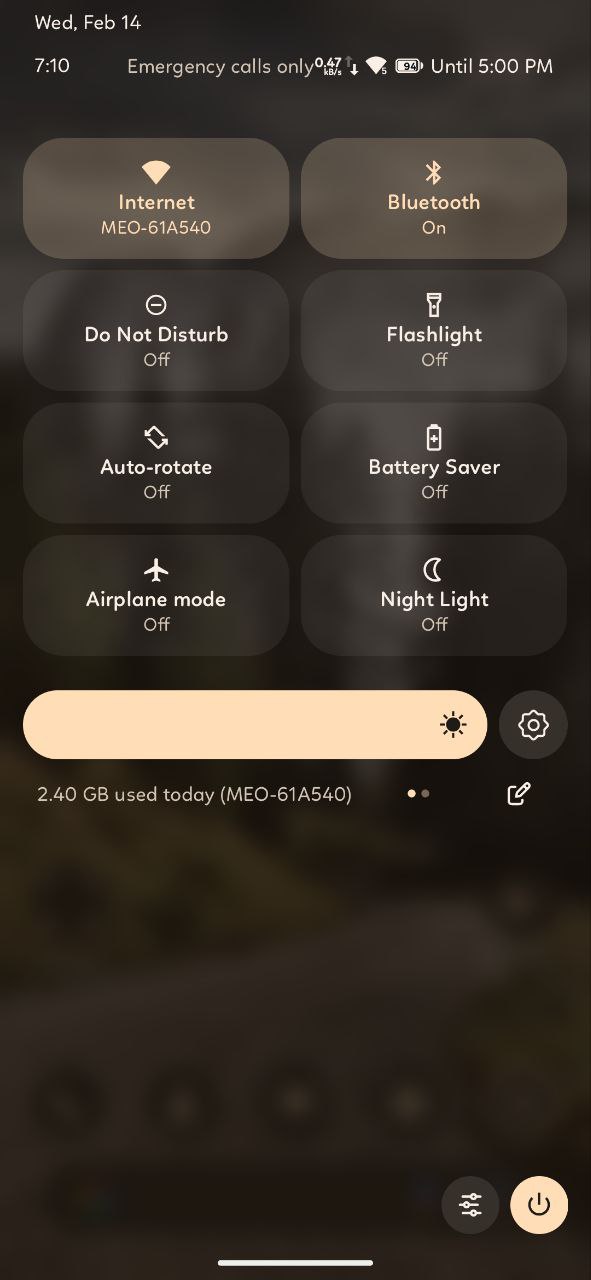 Wed, Feb 14
7:10 Emergency calls only 0.47 kB/s 5 94 Until 5:00 PM
Internet
MEO-61A540
Bluetooth
On
Do Not Disturb
Off
Flashlight
Off
Auto-rotate
Off
Battery Saver
Off
Airplane mode
Off
Night Light
Off
2.40 GB used today (MEO-61A540)